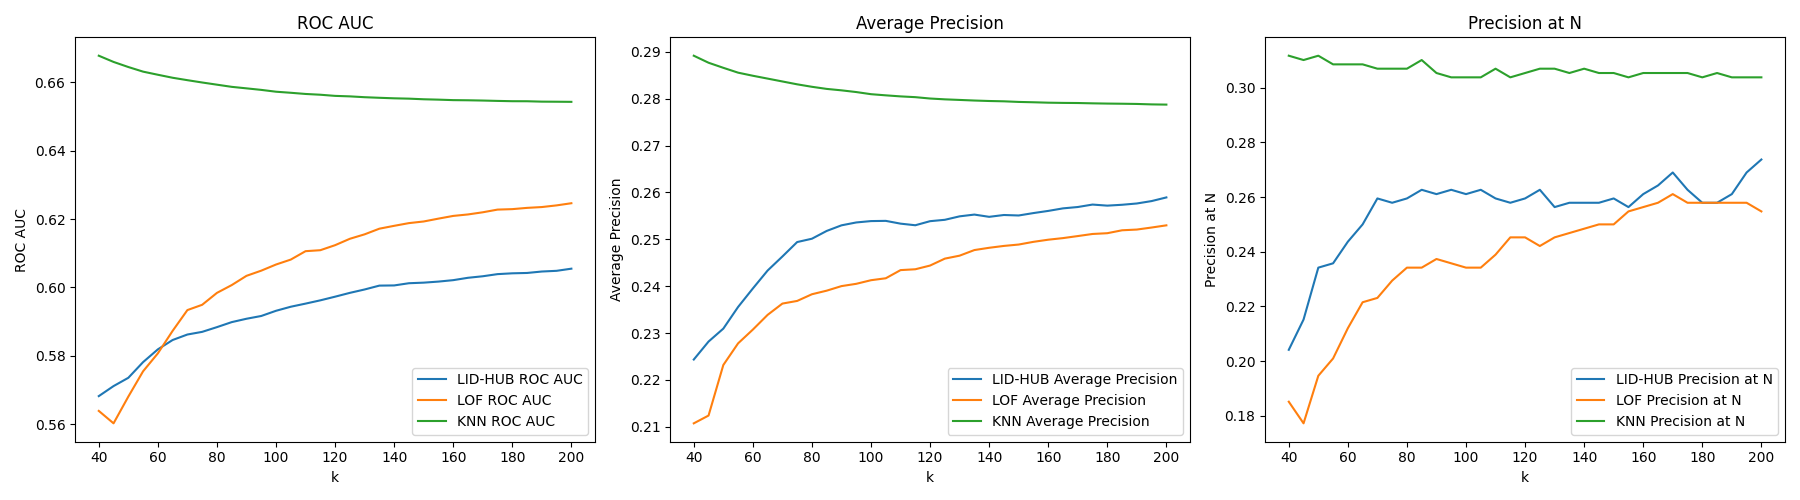 ROC AUC
ROC AUC
0.66
0.64
0.62
0.60
0.58
0.56
40 60 80 100 120 140 160 180 200
k
LID-HUB ROC AUC
LOF ROC AUC
KNN ROC AUC
Average Precision
Average Precision
0.29
0.28
0.27
0.26
0.25
0.24
0.23
0.22
0.21
40 60 80 100 120 140 160 180 200
k
LID-HUB Average Precision
LOF Average Precision
KNN Average Precision
Precision at N
Precision at N
0.30
0.28
0.26
0.24
0.22
0.20
0.18
40 60 80 100 120 140 160 180 200
k
LID-HUB Precision at N
LOF Precision at N
KNN Precision at N